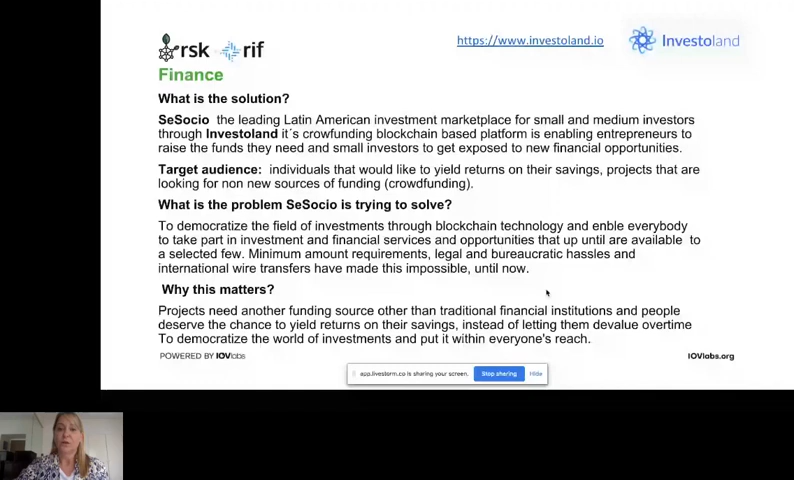 rsk rif
https://www.investoland.io
Investoland
Finance
What is the solution?
SeSocio the leading Latin American investment marketplace for small and medium investors
through Investoland it´s crowfunding blockchain based platform is enabling entrepreneurs to
raise the funds they need and small investors to get exposed to new financial opportunities.
Target audience: individuals that would like to yield returns on their savings, projects that are
looking for non new sources of funding (crowdfunding).
What is the problem SeSocio is trying to solve?
To democratize the field of investments through blockchain technology and enble everybody
to take part in investment and financial services and opportunities that up until are available to
a selected few. Minimum amount requirements, legal and bureaucratic hassles and
international wire transfers have made this impossible, until now.
Why this matters?
Projects need another funding source other than traditional financial institutions and people
deserve the chance to yield returns on their savings, instead of letting them devalue overtime
To democratize the world of investments and put it within everyone's reach.
POWERED BY IOVlabs
IOVlabs.org
app.livestorm.co is sharing your screen. Stop sharing Hide